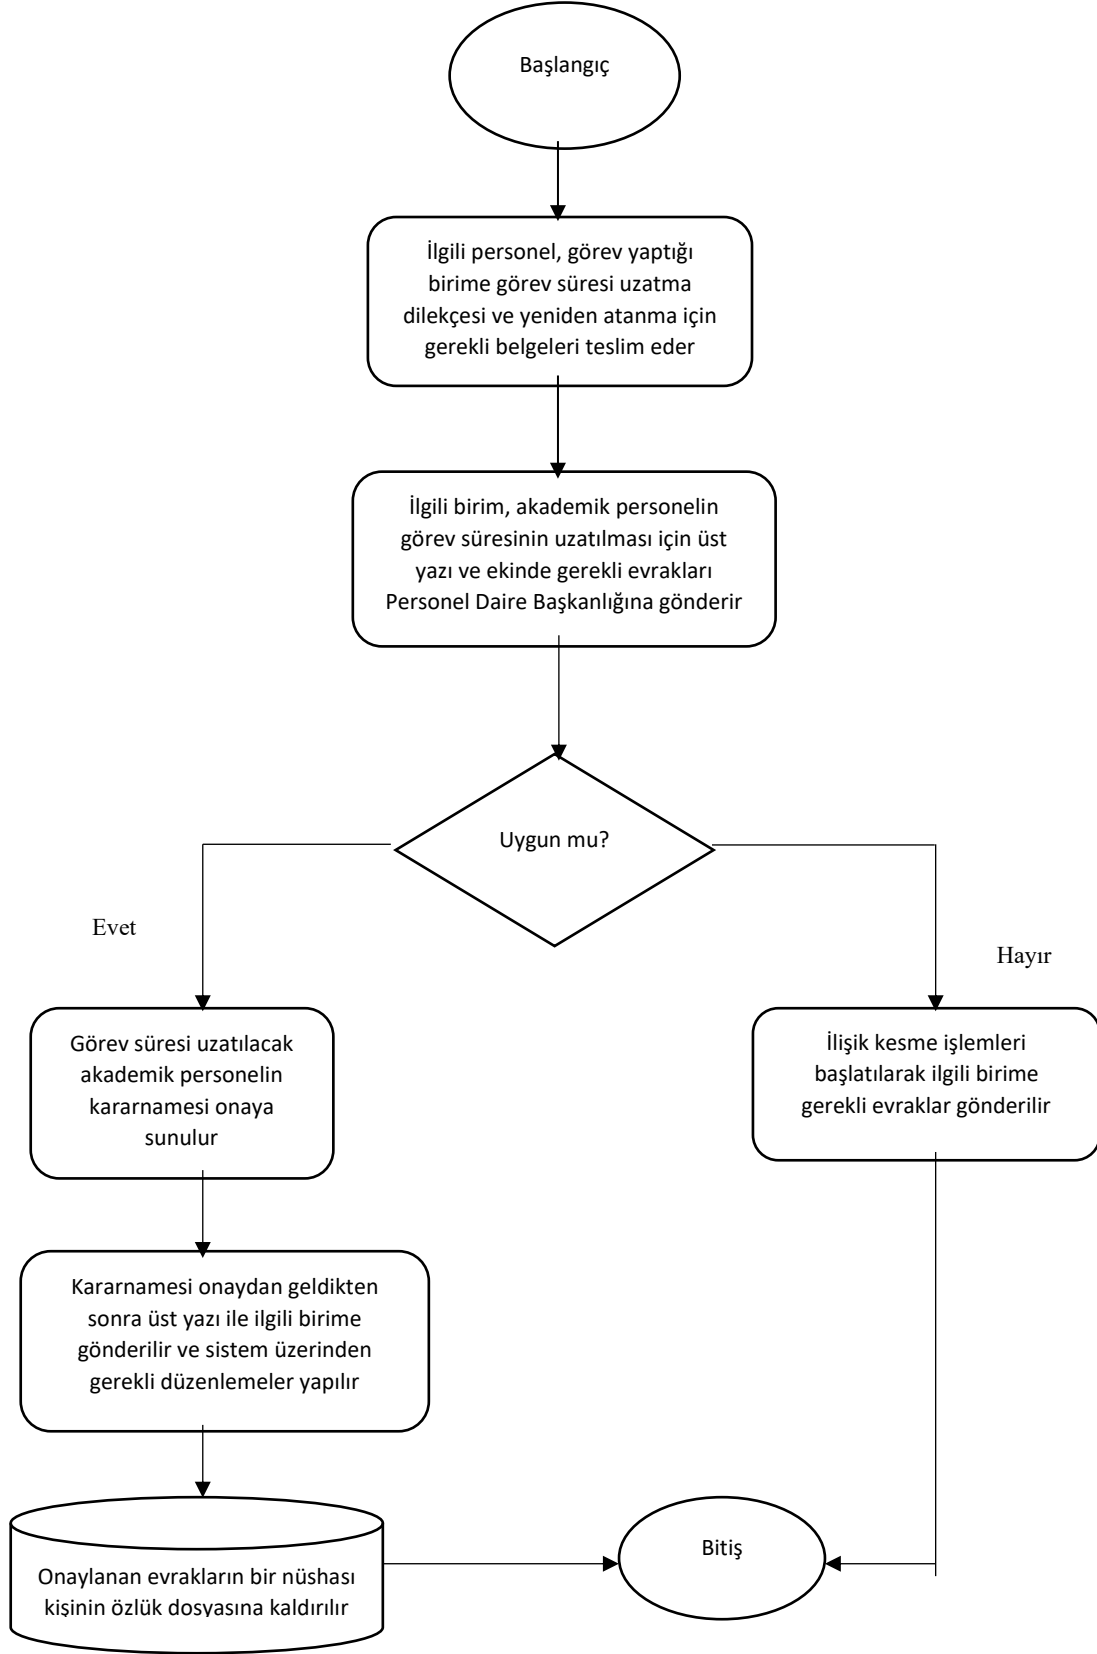 Başlangıç
İlgili personel, görev yaptığı
birime görev süresi uzatma
dilekçesi ve yeniden atanma için
gerekli belgeleri teslim eder
İlgili birim, akademik personelin
görev süresinin uzatılması için üst
yazı ve ekinde gerekli evrakları
Personel Daire Başkanlığına gönderir
Uygun mu?
Evet
Hayır
Görev süresi uzatılacak
akademik personelin
kararnamesi onaya
sunulur
İlişik kesme işlemleri
başlatılarak ilgili birime
gerekli evraklar gönderilir
Kararnamesi onaydan geldikten
sonra üst yazı ile ilgili birime
gönderilir ve sistem üzerinden
gerekli düzenlemeler yapılır
Onaylanan evrakların bir nüshası
kişinin özlük dosyasına kaldırılır
Bitiş